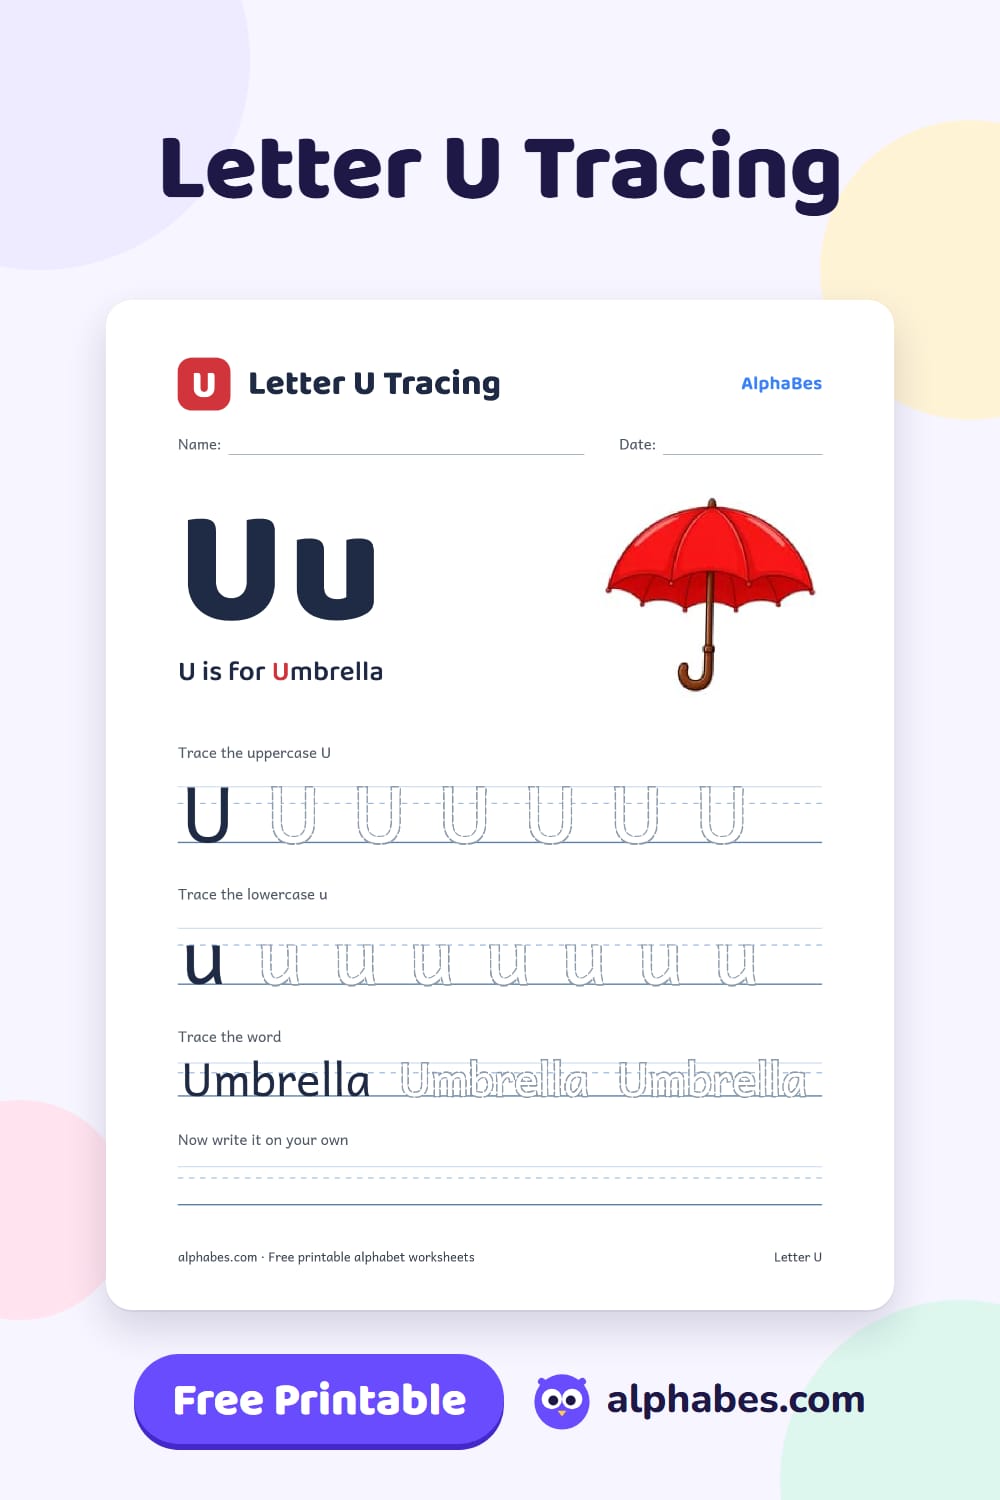 Letter U Tracing
U Letter U Tracing AlphaBes
Name: Date:
Uu
U is for Umbrella
Trace the uppercase U
U U U U U U U
Trace the lowercase u
u u u u u u u u
Trace the word
Umbrella Umbrella Umbrella
Now write it on your own
alphabes.com · Free printable alphabet worksheets Letter U
Free Printable alphabes.com